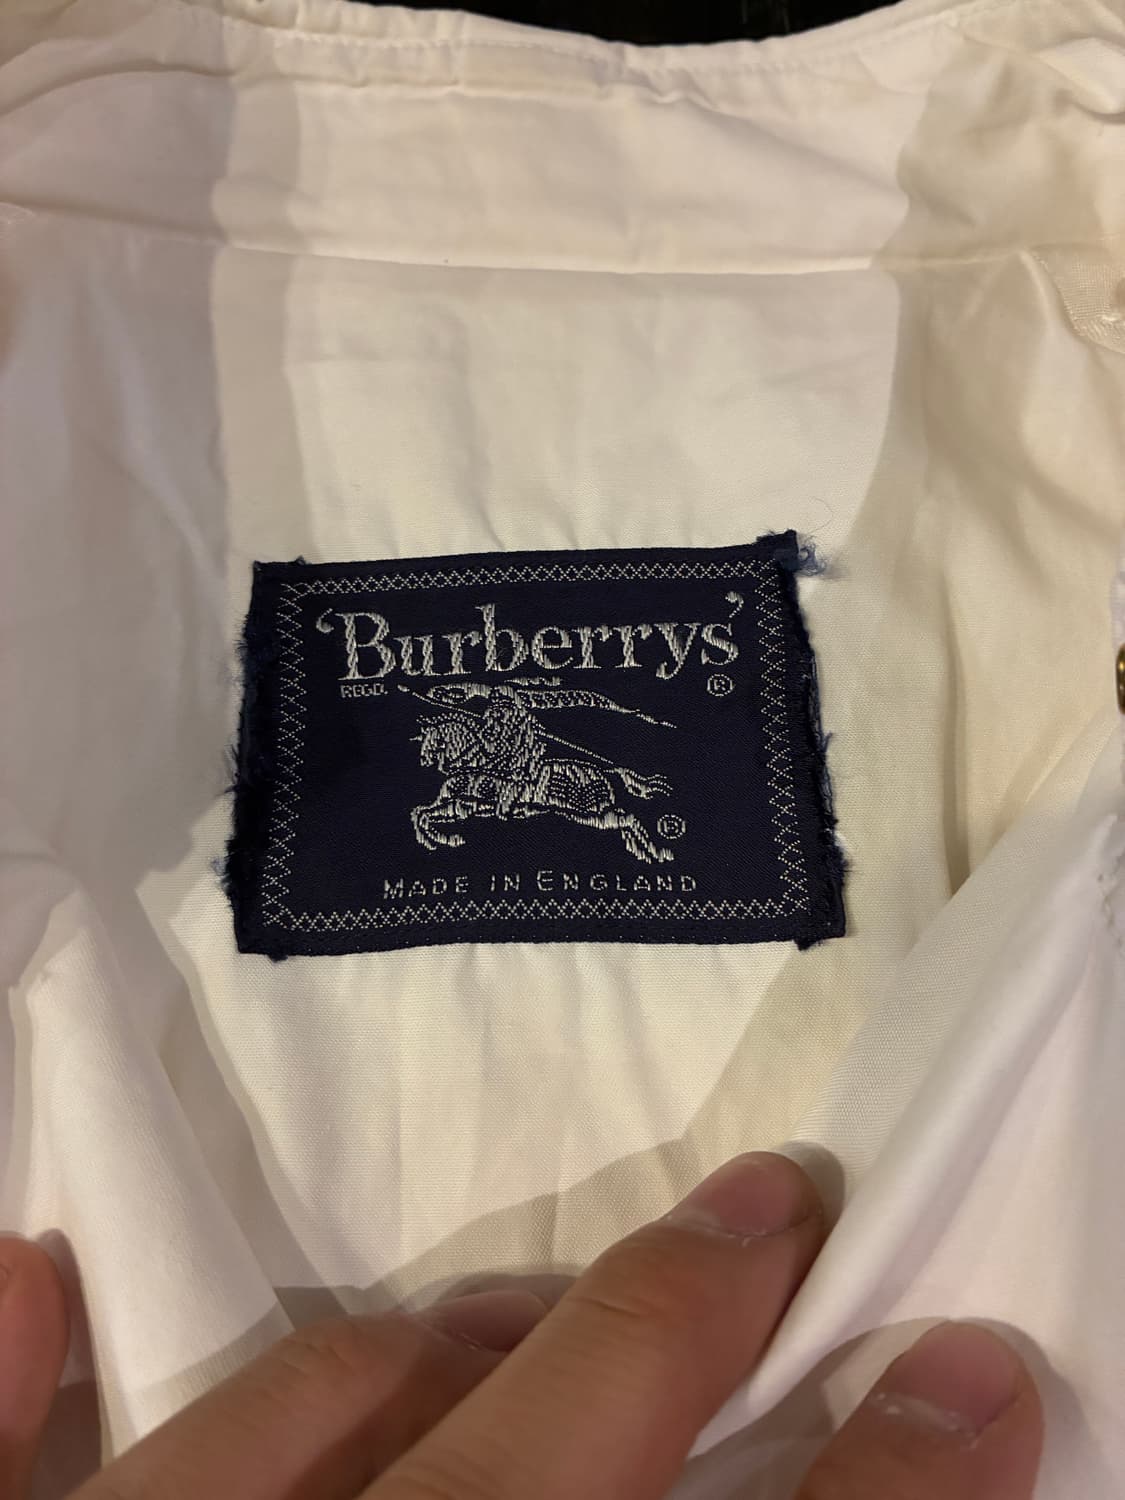 ‘Burberrys’
REGD. ®
®
MADE IN ENGLAND